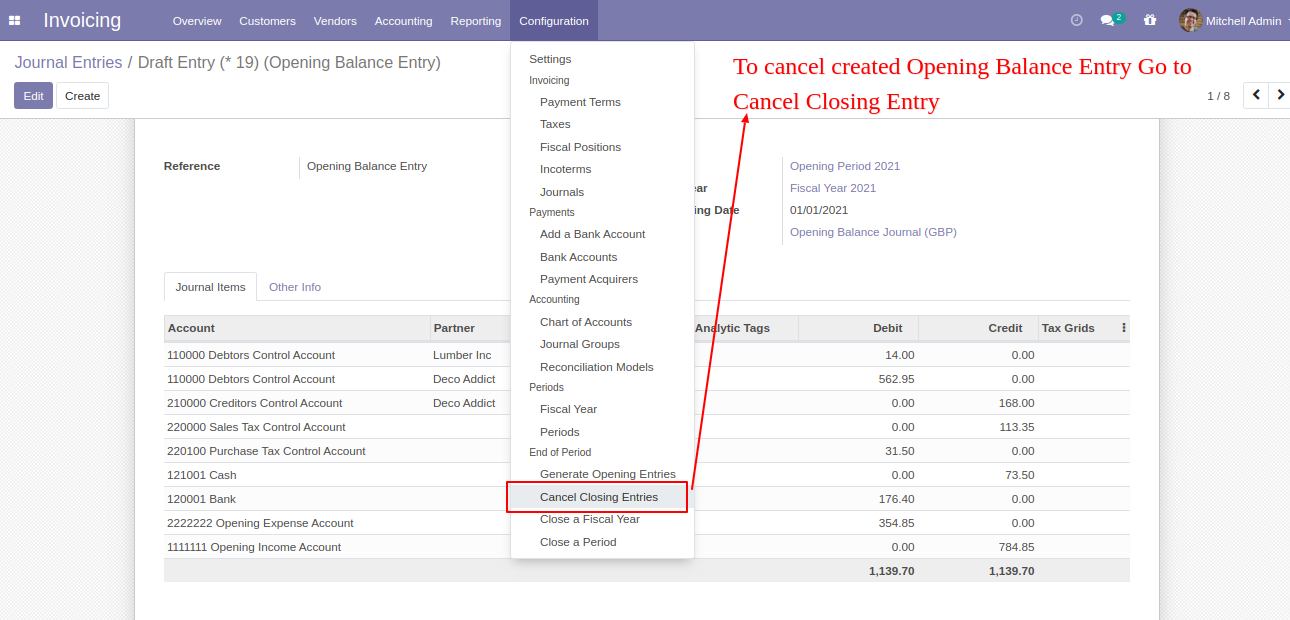 Invoicing Overview Customers Vendors Accounting Reporting Configuration 2 Mitchell Admin
Journal Entries / Draft Entry (* 19) (Opening Balance Entry)
Edit Create
1 / 8
To cancel created Opening Balance Entry Go to
Cancel Closing Entry
Settings
Invoicing
Payment Terms
Taxes
Fiscal Positions
Incoterms
Journals
Payments
Add a Bank Account
Bank Accounts
Payment Acquirers
Accounting
Chart of Accounts
Journal Groups
Reconciliation Models
Periods
Fiscal Year
Periods
End of Period
Generate Opening Entries
Cancel Closing Entries
Close a Fiscal Year
Close a Period
Reference Opening Balance Entry
Opening Period 2021
ear Fiscal Year 2021
ing Date 01/01/2021
Opening Balance Journal (GBP)
Journal Items Other Info
Account Partner Analytic Tags Debit Credit Tax Grids
110000 Debtors Control Account Lumber Inc 14.00 0.00
110000 Debtors Control Account Deco Addict 562.95 0.00
210000 Creditors Control Account Deco Addict 0.00 168.00
220000 Sales Tax Control Account 0.00 113.35
220100 Purchase Tax Control Account 31.50 0.00
121001 Cash 0.00 73.50
120001 Bank 176.40 0.00
2222222 Opening Expense Account 354.85 0.00
1111111 Opening Income Account 0.00 784.85
1,139.70 1,139.70